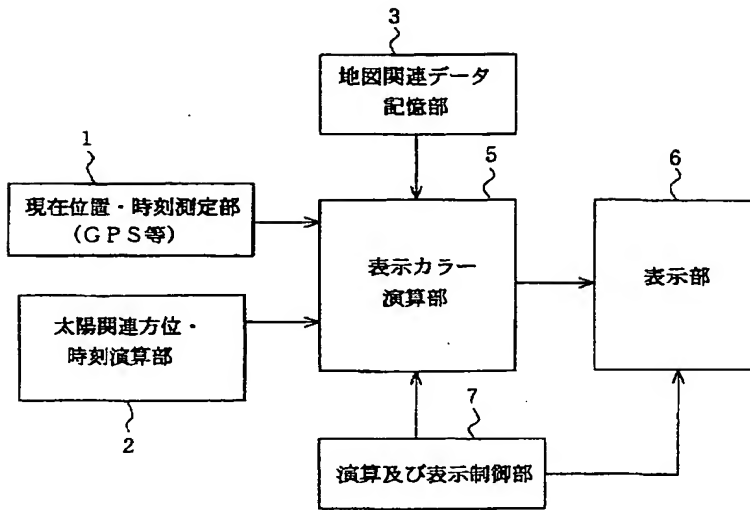 3
地図関連データ
記憶部
1
現在位置・時刻測定部
(GPS等)
5
表示カラー
演算部
6
表示部
太陽関連方位・
時刻演算部
2
7
演算及び表示制御部